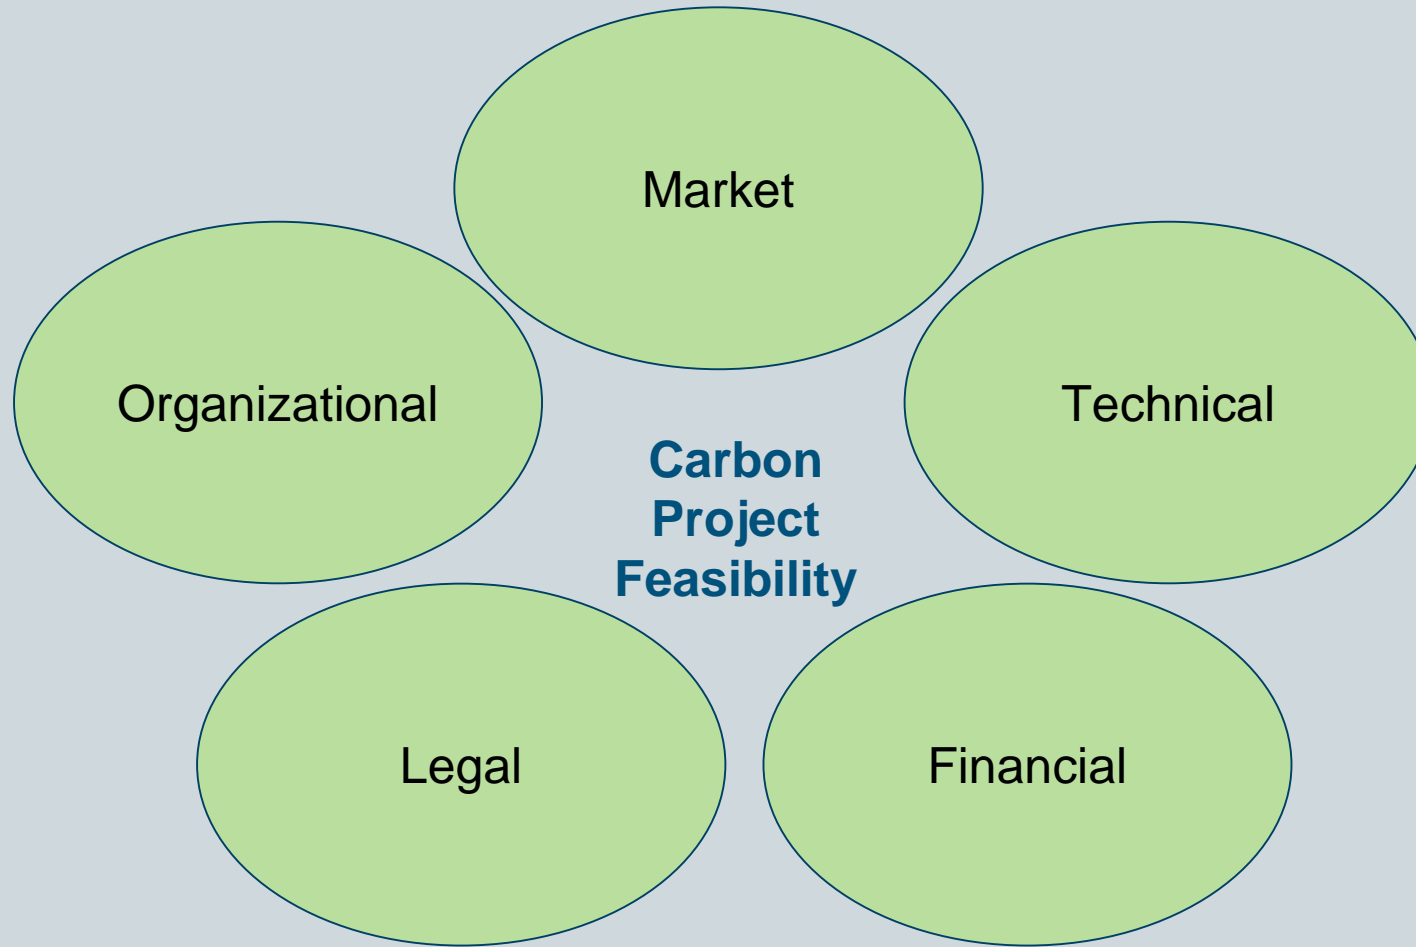 Market
Organizational
Technical
Carbon
Project
Feasibility
Legal
Financial